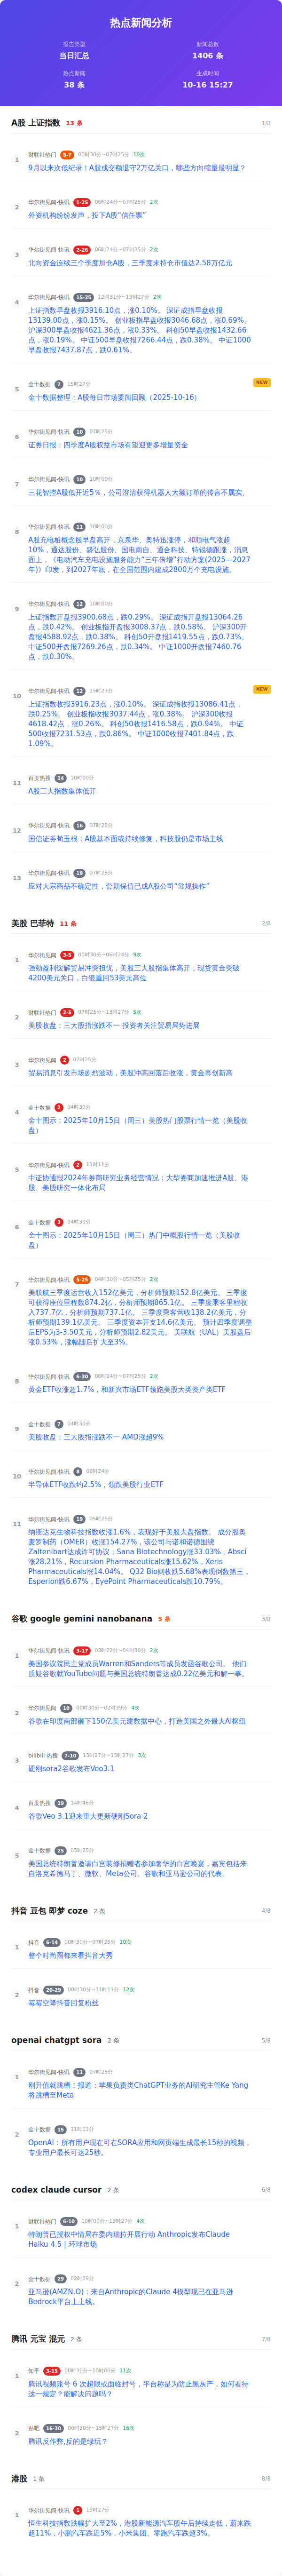 热点新闻分析
报告类型
新闻总数
当日汇总
1406 条
热点新闻
生成时间
38 条
10-16 15:27
A股 上证指数 13 条 1/8
1 财联社热门 5-7 00时30分~07时25分 10次
9月以来次低纪录！A股成交额退守2万亿关口，哪些方向缩量最明显？
2 华尔街见闻-快讯 1-25 06时24分~07时25分 2次
外资机构纷纷发声，投下A股“信任票”
3 华尔街见闻-快讯 2-26 06时24分~07时25分 2次
北向资金连续三个季度加仓A股，三季度末持仓市值达2.58万亿元
4 华尔街见闻-快讯 15-25 12时31分~13时27分 2次
上证指数早盘收报3916.10点，涨0.10%。 深证成指早盘收报
13139.00点，涨0.15%。 创业板指早盘收报3046.68点，涨0.69%。
沪深300早盘收报4621.36点，涨0.33%。 科创50早盘收报1432.66
点，涨0.19%。 中证500早盘收报7266.44点，跌0.38%。 中证1000
早盘收报7437.87点，跌0.61%。
5 金十数据 7 15时27分 NEW
金十数据整理：A股每日市场要闻回顾（2025-10-16）
6 华尔街见闻-快讯 10 07时25分
证券日报：四季度A股权益市场有望迎更多增量资金
7 华尔街见闻-快讯 10 10时00分
三花智控A股低开近5％，公司澄清获得机器人大额订单的传言不属实。
8 华尔街见闻-快讯 11 10时00分
A股充电桩概念股早盘高开，京泉华、奥特迅涨停，和顺电气涨超
10%，通达股份、盛弘股份、国电南自、通合科技、特锐德跟涨，消息
面上，《电动汽车充电设施服务能力“三年倍增”行动方案(2025—2027
年)》印发，到2027年底，在全国范围内建成2800万个充电设施。
9 华尔街见闻-快讯 12 10时00分
上证指数开盘报3900.68点，跌0.29%。 深证成指开盘报13064.26
点，跌0.42%。 创业板指开盘报3008.37点，跌0.58%。 沪深300开
盘报4588.92点，跌0.38%。 科创50开盘报1419.55点，跌0.73%。
中证500开盘报7269.26点，跌0.34%。 中证1000开盘报7460.76
点，跌0.30%。
10 华尔街见闻-快讯 12 15时27分 NEW
上证指数收报3916.23点，涨0.10%。 深证成指收报13086.41点，
跌0.25%。 创业板指收报3037.44点，涨0.38%。 沪深300收报
4618.42点，涨0.26%。 科创50收报1416.58点，跌0.94%。 中证
500收报7231.53点，跌0.86%。 中证1000收报7401.84点，跌
1.09%。
11 百度热搜 14 10时00分
A股三大指数集体低开
12 华尔街见闻-快讯 16 07时25分
国信证券荀玉根：A股基本面或持续修复，科技股仍是市场主线
13 华尔街见闻-快讯 19 07时25分
应对大宗商品不确定性，套期保值已成A股公司“常规操作”
美股 巴菲特 11 条 2/8
1 华尔街见闻 3-5 00时30分~06时24分 9次
强劲盈利缓解贸易冲突担忧，美股三大股指集体高开，现货黄金突破
4200美元关口，白银重回53美元高位
2 财联社热门 2-5 07时25分~13时27分 5次
美股收盘：三大股指涨跌不一 投资者关注贸易局势进展
3 华尔街见闻 2 07时25分
贸易消息引发市场剧烈波动，美股冲高回落后收涨，黄金再创新高
4 金十数据 2 04时30分
金十图示：2025年10月15日（周三）美股热门股票行情一览（美股收
盘）
5 华尔街见闻-快讯 2 11时11分
中证协通报2024年券商研究业务经营情况：大型券商加速推进A股、港
股、美股研究一体化布局
6 金十数据 3 04时30分
金十图示：2025年10月15日（周三）热门中概股行情一览（美股收
盘）
7 华尔街见闻-快讯 5-25 04时30分~05时25分 2次
美联航三季度运营收入152亿美元，分析师预期152.8亿美元。 三季度
可获得座位里程数874.2亿，分析师预期865.1亿。 三季度乘客里程收
入737.7亿，分析师预期737.1亿。 三季度乘客营收138.2亿美元，分
析师预期139.1亿美元。 三季度资本开支14.6亿美元。 预计四季度调整
后EPS为3-3.50美元，分析师预期2.82美元。 美联航（UAL）美股盘后
涨0.53%，涨幅随后扩大至3%。
8 华尔街见闻-快讯 6-30 06时24分~07时25分 2次
黄金ETF收涨超1.7%，和新兴市场ETF领跑美股大类资产类ETF
9 金十数据 7 04时30分
美股收盘：三大股指涨跌不一 AMD涨超9%
10 华尔街见闻-快讯 8 06时24分
半导体ETF收跌约2.5%，领跌美股行业ETF
11 华尔街见闻-快讯 19 05时25分
纳斯达克生物科技指数收涨1.6%，表现好于美股大盘指数。 成分股奥
麦罗制药（OMER）收涨154.27%，该公司与诺和诺德围绕
Zaltenibart达成许可协议；Sana Biotechnology涨33.03%，Absci
涨28.21%，Recursion Pharmaceuticals涨15.62%，Xeris
Pharmaceuticals涨14.04%。 Q32 Bio则收跌5.68%表现倒数第三，
Esperion跌6.67%，EyePoint Pharmaceuticals跌10.79%。
谷歌 google gemini nanobanana 5 条 3/8
1 华尔街见闻-快讯 3-17 03时22分~04时30分 2次
美国参议院民主党成员Warren和Sanders等成员发函谷歌公司。 他们
质疑谷歌就YouTube问题与美国总统特朗普达成0.22亿美元和解一事。
2 华尔街见闻 10 00时30分~02时39分 4次
谷歌在印度南部砸下150亿美元建数据中心，打造美国之外最大AI枢纽
3 bilibili 热搜 7-10 13时27分~15时27分 3次
硬刚sora2谷歌发布Veo3.1
4 百度热搜 19 14时46分
谷歌Veo 3.1迎来重大更新硬刚Sora 2
5 金十数据 25 05时25分
美国总统特朗普邀请白宫装修捐赠者参加奢华的白宫晚宴，嘉宾包括来
自洛克希德马丁、微软、Meta公司、谷歌和亚马逊公司的代表。
抖音 豆包 即梦 coze 2 条 4/8
1 抖音 6-14 00时30分~07时25分 10次
整个时尚圈都来看抖音大秀
2 抖音 20-29 00时30分~11时11分 12次
霉霉空降抖音回复粉丝
openai chatgpt sora 2 条 5/8
1 华尔街见闻-快讯 11 07时25分
刚升值就跳槽！报道：苹果负责类ChatGPT业务的AI研究主管Ke Yang
将跳槽至Meta
2 金十数据 15 11时11分
OpenAI：所有用户现在可在SORA应用和网页端生成最长15秒的视频，
专业用户最长可达25秒。
codex claude cursor 2 条 6/8
1 财联社热门 6-10 10时00分~13时27分 4次
特朗普已授权中情局在委内瑞拉开展行动 Anthropic发布Claude
Haiku 4.5｜环球市场
2 金十数据 29 02时39分
亚马逊(AMZN.O)：来自Anthropic的Claude 4模型现已在亚马逊
Bedrock平台上上线。
腾讯 元宝 混元 2 条 7/8
1 知乎 3-15 00时30分~10时00分 11次
腾讯视频账号 6 次超限或面临封号，平台称是为防止黑灰产，如何看待
这一规定？能解决问题吗？
2 贴吧 16-30 00时30分~15时27分 16次
腾讯反作弊,反的是绿玩？
港股 1 条 8/8
1 华尔街见闻-快讯 1 13时27分
恒生科技指数跌幅扩大至2%，港股新能源汽车股午后持续走低，蔚来跌
超11%，小鹏汽车跌近5%，小米集团、零跑汽车跌超3%。